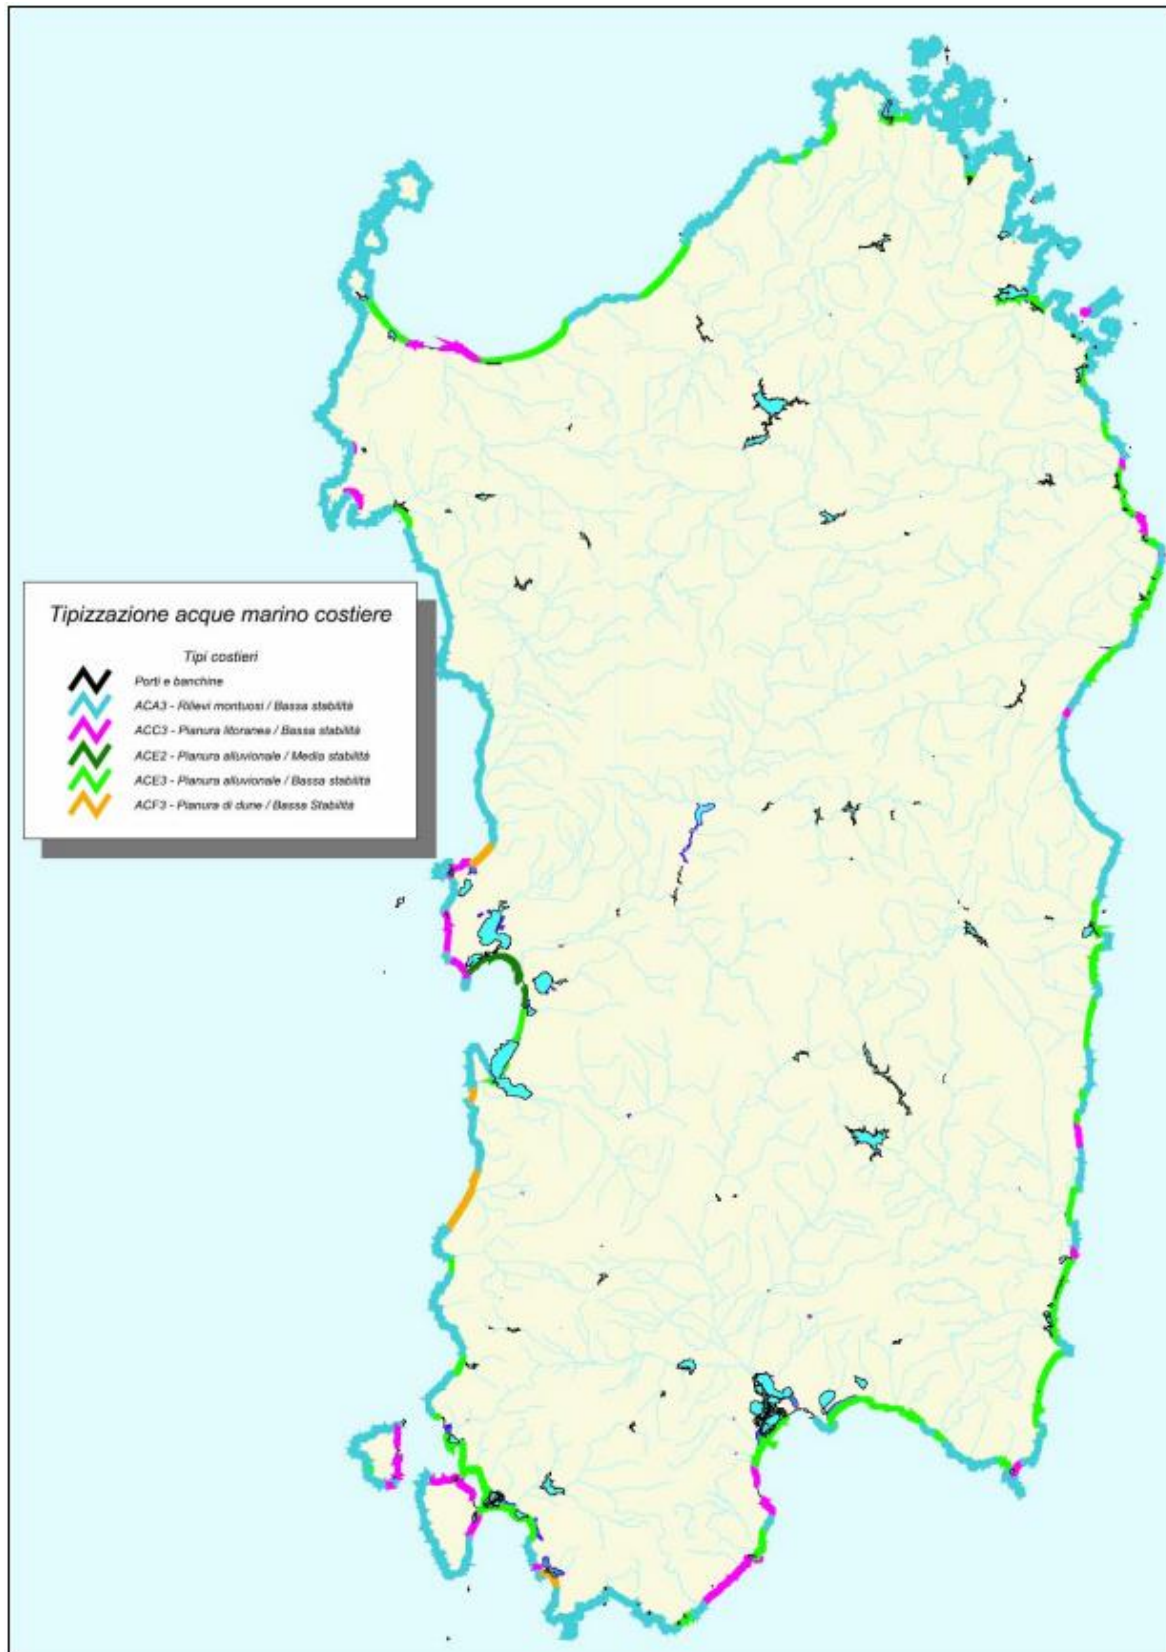 Tipizzazione acque marino costiere
Tipi costieri
Porti e banchine
ACA3 - Rilievi montuosi / Bassa stabilità
ACC3 - Pianura litoranea / Bassa stabilità
ACE2 - Pianura alluvionale / Media stabilità
ACE3 - Pianura alluvionale / Bassa stabilità
ACF3 - Pianura di dune / Bassa Stabilità